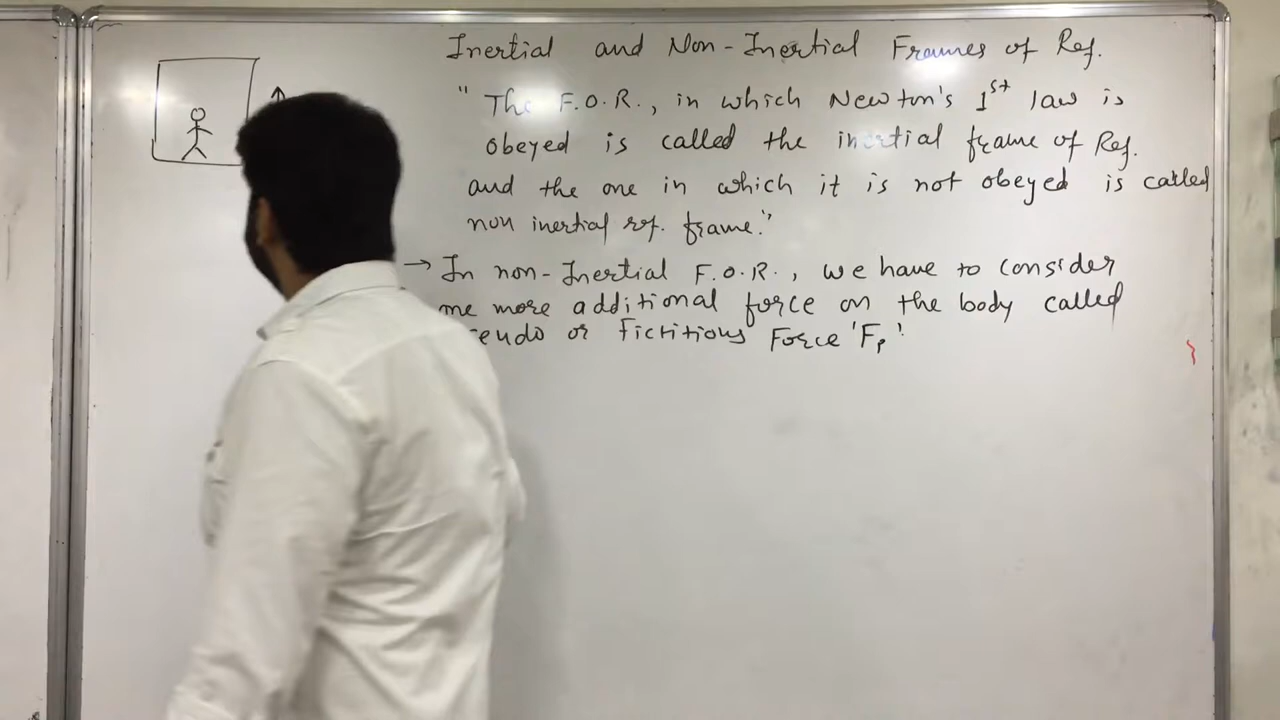 Inertial and Non-Inertial Frames of Ref.
" The F.O.R., in which Newton's 1st law is
obeyed is called the inertial frame of Ref.
and the one in which it is not obeyed is called
non inertial ref. frame."
→ In non-Inertial F.O.R., we have to consider
more additional force on the body called
or Fictitious Force 'Fp'